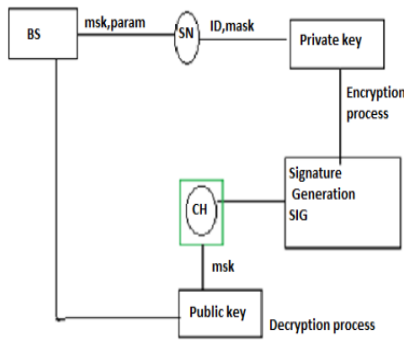 BS
msk,param
SN
ID,mask
Private key
Encryption
process
Signature
Generation
SIG
CH
msk
Public key
Decryption process